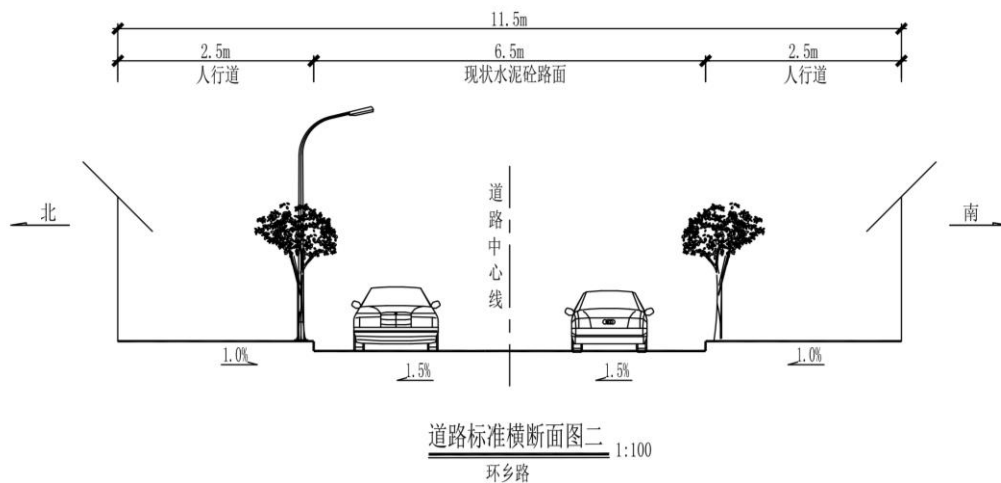 11.5m
2.5m
6.5m
2.5m
人行道
现状水泥砼路面
人行道
北
道路中心线
南
1.0%
1.5%
1.5%
1.0%
道路标准横断面图二 1:100
环乡路